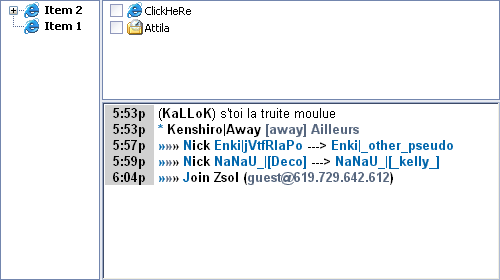 Item 2
Item 1
ClickHeRe
Attila
5:53p (KaLLoK) s'toi la truite moulue
5:53p * Kenshiro|Away [away] Ailleurs
5:57p »»» Nick Enki|jVtfRlaPo ---> Enki|_other_pseudo
5:59p »»» Nick NaNaU_|[Deco] ---> NaNaU_|[_kelly_]
6:04p »»» Join Zsol (guest@619.729.642.612)